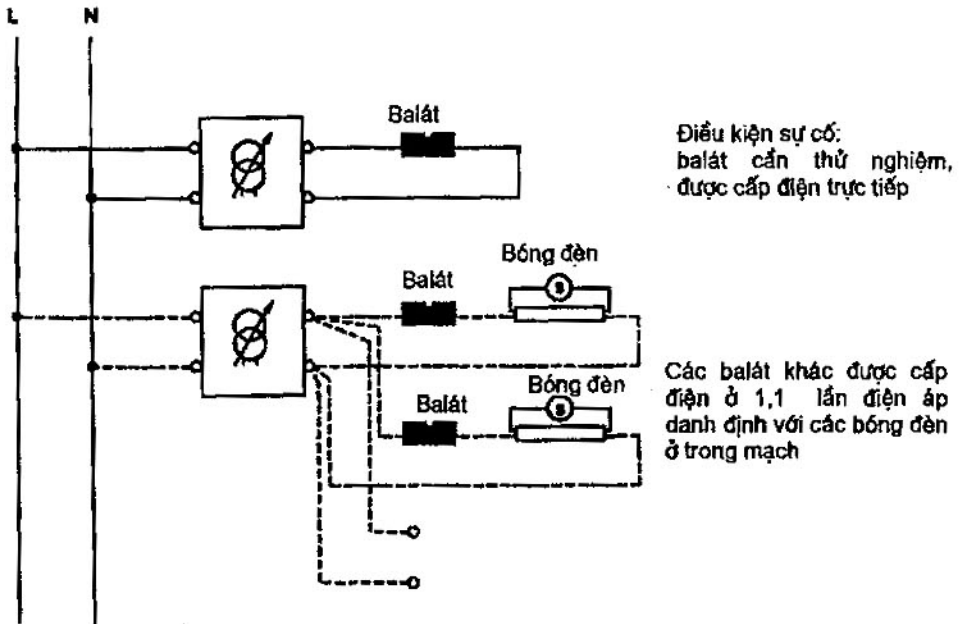 L N
Balát
Điều kiện sự cố:
balát cần thử nghiệm,
được cấp điện trực tiếp
Bóng đèn
Balát
S
Các balát khác được cấp
điện ở 1,1 lần điện áp
danh định với các bóng đèn
ở trong mạch
Bóng đèn
Balát
S